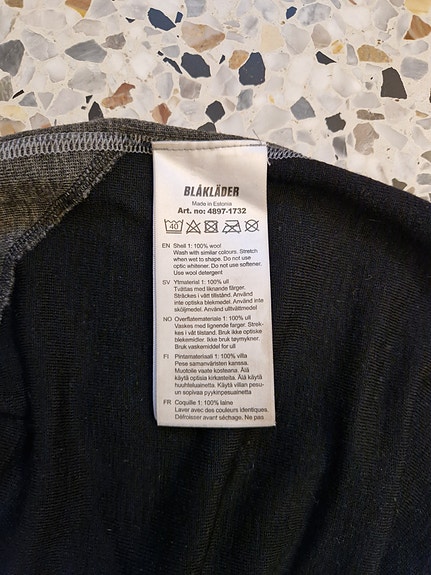 BLÅKLÄDER
Made in Estonia
Art. no: 4897-1732
40
EN Shell 1: 100% wool
Wash with similar colours. Stretch
when wet to shape. Do not use
optic whitener. Do not use softener.
Use wool detergent
SV Ytmaterial 1: 100% ull
Tvättas med liknande färger.
Sträckes i vått tillstånd. Använd
inte optiska blekmedel. Använd inte
sköljmedel. Använd ulltvättmedel
NO Overflatemateriale 1: 100% ull
Vaskes med lignende farger. Strek-
kes i våt tilstand. Bruk ikke optiske
blekemidler. Ikke bruk tøymykner.
Bruk vaskemiddel for ull
FI Pintamateriaali 1: 100% villa
Pese samanväristen kanssa.
Muotoile vaate kosteana. Älä
käytä optisia kirkasteita. Älä käytä
huuhteluainetta. Käytä villan pesu-
un sopivaa pyykinpesuainetta
FR Coquille 1: 100% laine
Laver avec des couleurs identiques.
Défroisser avant séchage. Ne pas